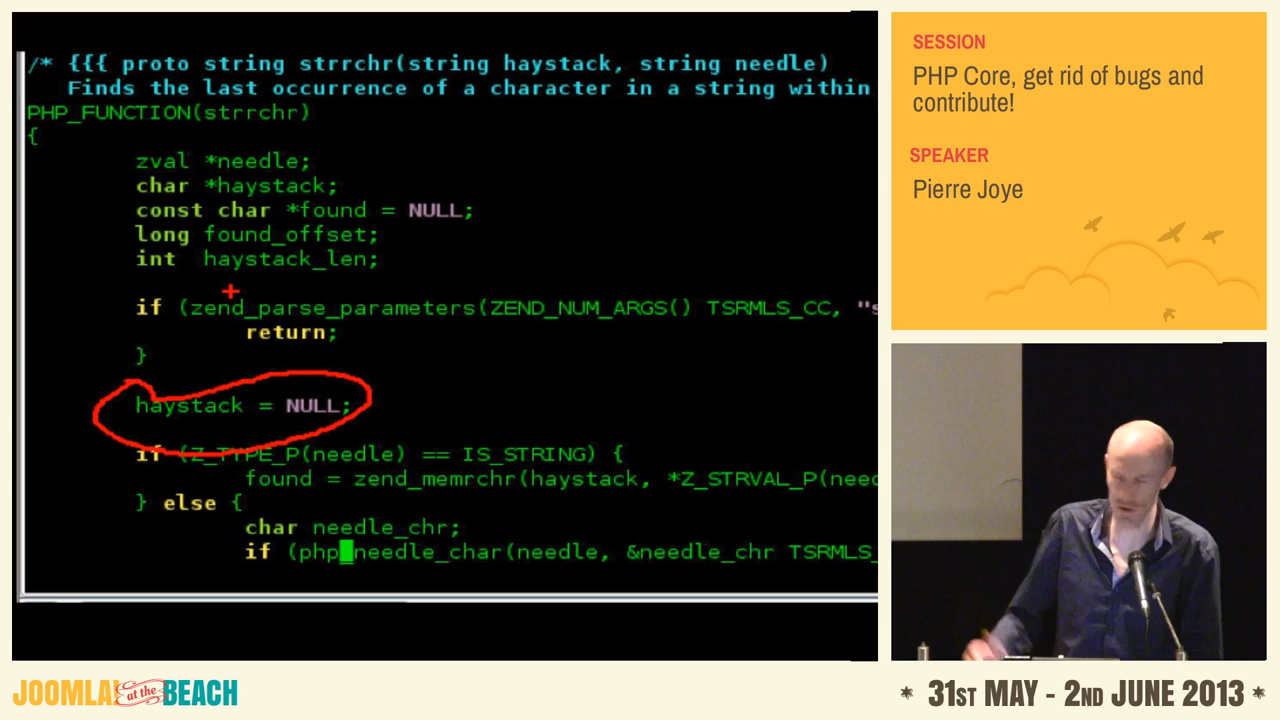 /* {{{ proto string strrchr(string haystack, string needle)
Finds the last occurrence of a character in a string within
PHP_FUNCTION(strrchr)
{
zval *needle;
char *haystack;
const char *found = NULL;
long found_offset;
int haystack_len;
if (zend_parse_parameters(ZEND_NUM_ARGS() TSRMLS_CC, "s
return;
}
haystack = NULL;
if (Z_TYPE_P(needle) == IS_STRING) {
found = zend_memrchr(haystack, *Z_STRVAL_P(need
} else {
char needle_chr;
if (php_needle_char(needle, &needle_chr TSRMLS_
SESSION
PHP Core, get rid of bugs and
contribute!
SPEAKER
Pierre Joye
JOOMLA! at the BEACH
* 31ST MAY - 2ND JUNE 2013 *